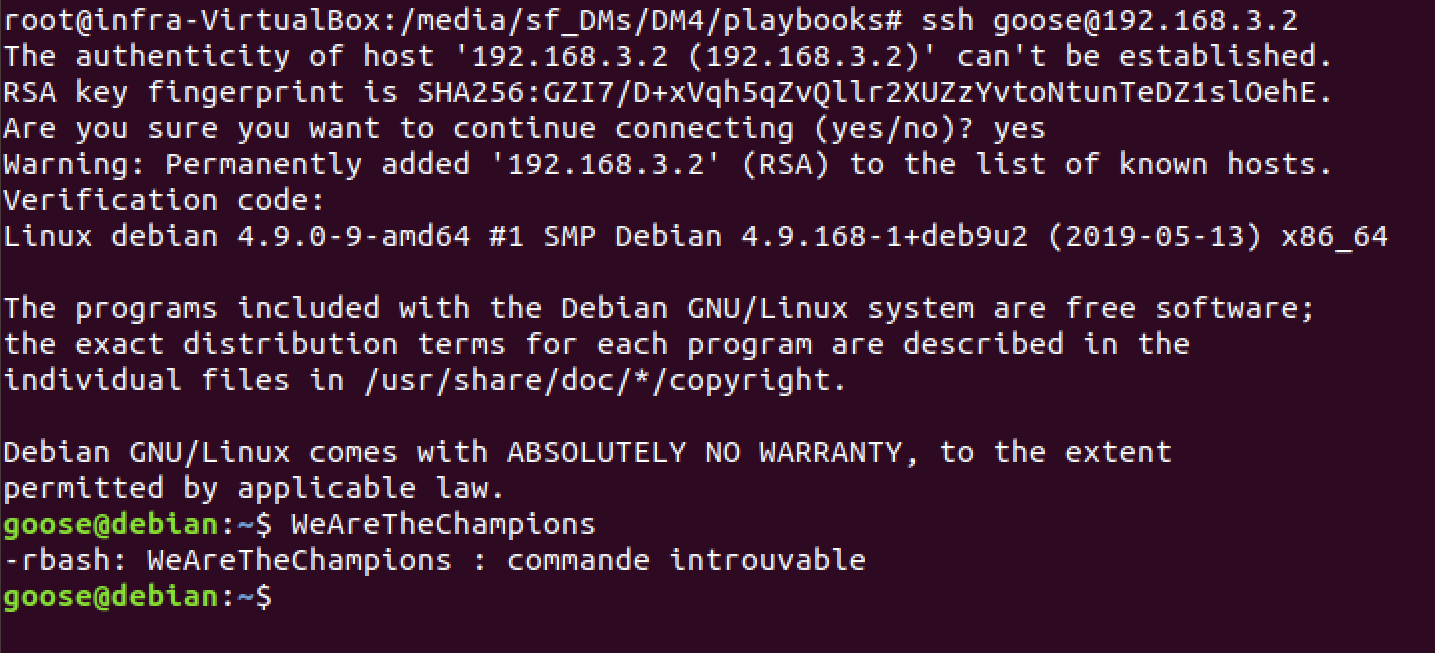 root@infra-VirtualBox:/media/sf_DMs/DM4/playbooks# ssh goose@192.168.3.2
The authenticity of host '192.168.3.2 (192.168.3.2)' can't be established.
RSA key fingerprint is SHA256:GZI7/D+xVqh5qZvQllr2XUZzYvtoNtunTeDZ1slOehE.
Are you sure you want to continue connecting (yes/no)? yes
Warning: Permanently added '192.168.3.2' (RSA) to the list of known hosts.
Verification code:
Linux debian 4.9.0-9-amd64 #1 SMP Debian 4.9.168-1+deb9u2 (2019-05-13) x86_64
The programs included with the Debian GNU/Linux system are free software;
the exact distribution terms for each program are described in the
individual files in /usr/share/doc/*/copyright.
Debian GNU/Linux comes with ABSOLUTELY NO WARRANTY, to the extent
permitted by applicable law.
goose@debian:~$ WeAreTheChampions
-rbash: WeAreTheChampions : commande introuvable
goose@debian:~$